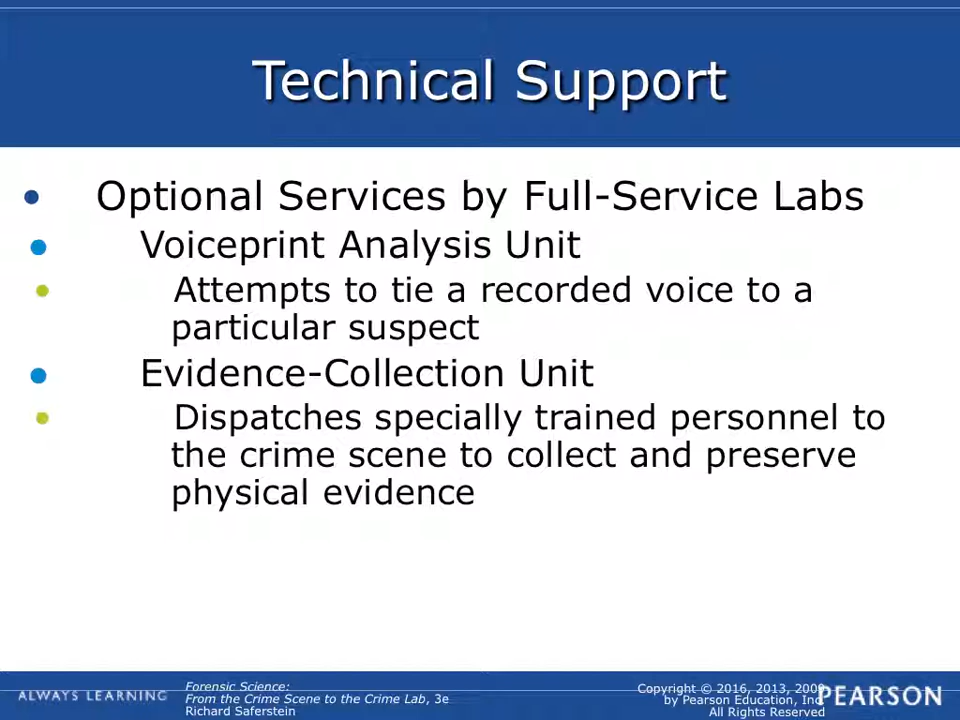 Technical Support
• Optional Services by Full-Service Labs
• Voiceprint Analysis Unit
• Attempts to tie a recorded voice to a
particular suspect
• Evidence-Collection Unit
• Dispatches specially trained personnel to
the crime scene to collect and preserve
physical evidence
ALWAYS LEARNING
Forensic Science:
From the Crime Scene to the Crime Lab, 3e
Richard Saferstein
Copyright © 2016, 2013, 2009
by Pearson Education, Inc.
All Rights Reserved
PEARSON